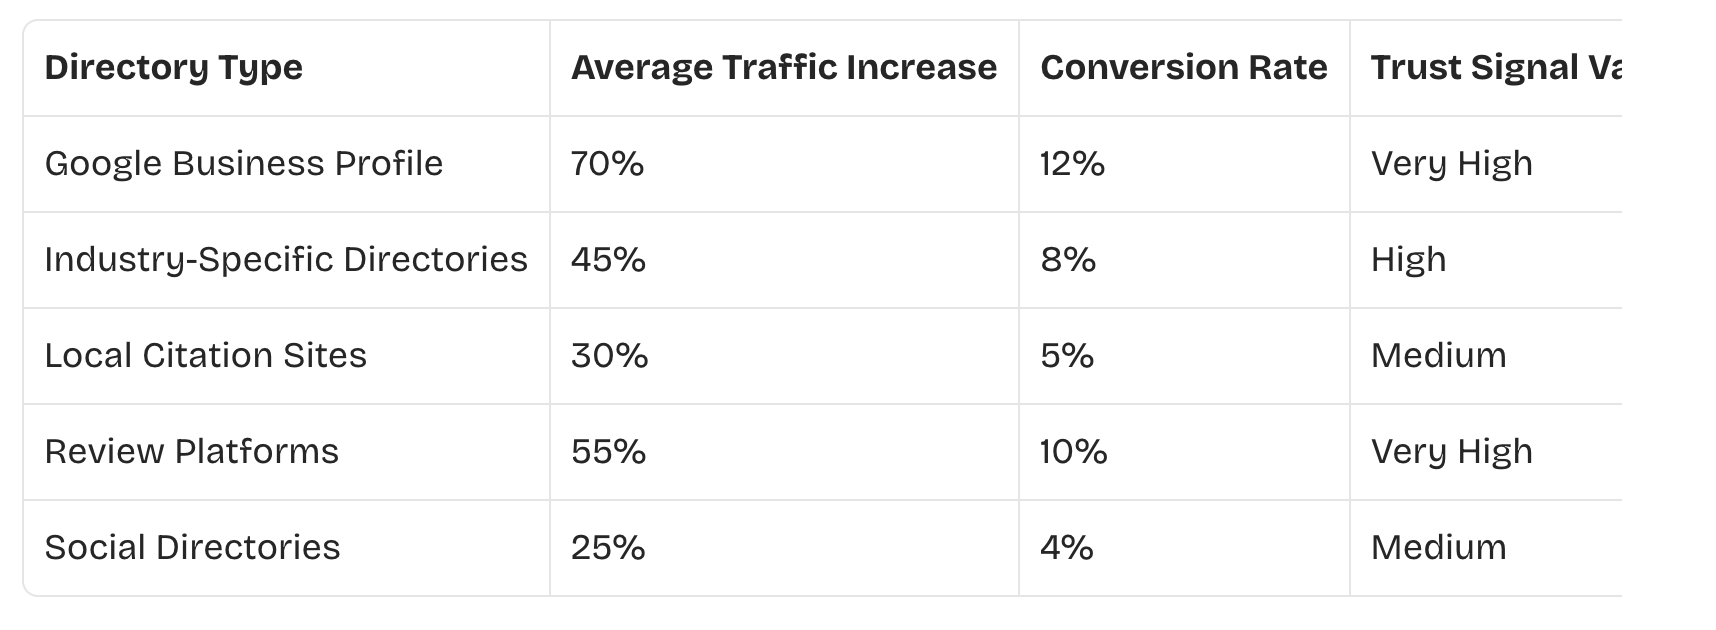 Directory Type Average Traffic Increase Conversion Rate Trust Signal
Google Business Profile 70% 12% Very High
Industry-Specific Directories 45% 8% High
Local Citation Sites 30% 5% Medium
Review Platforms 55% 10% Very High
Social Directories 25% 4% Medium